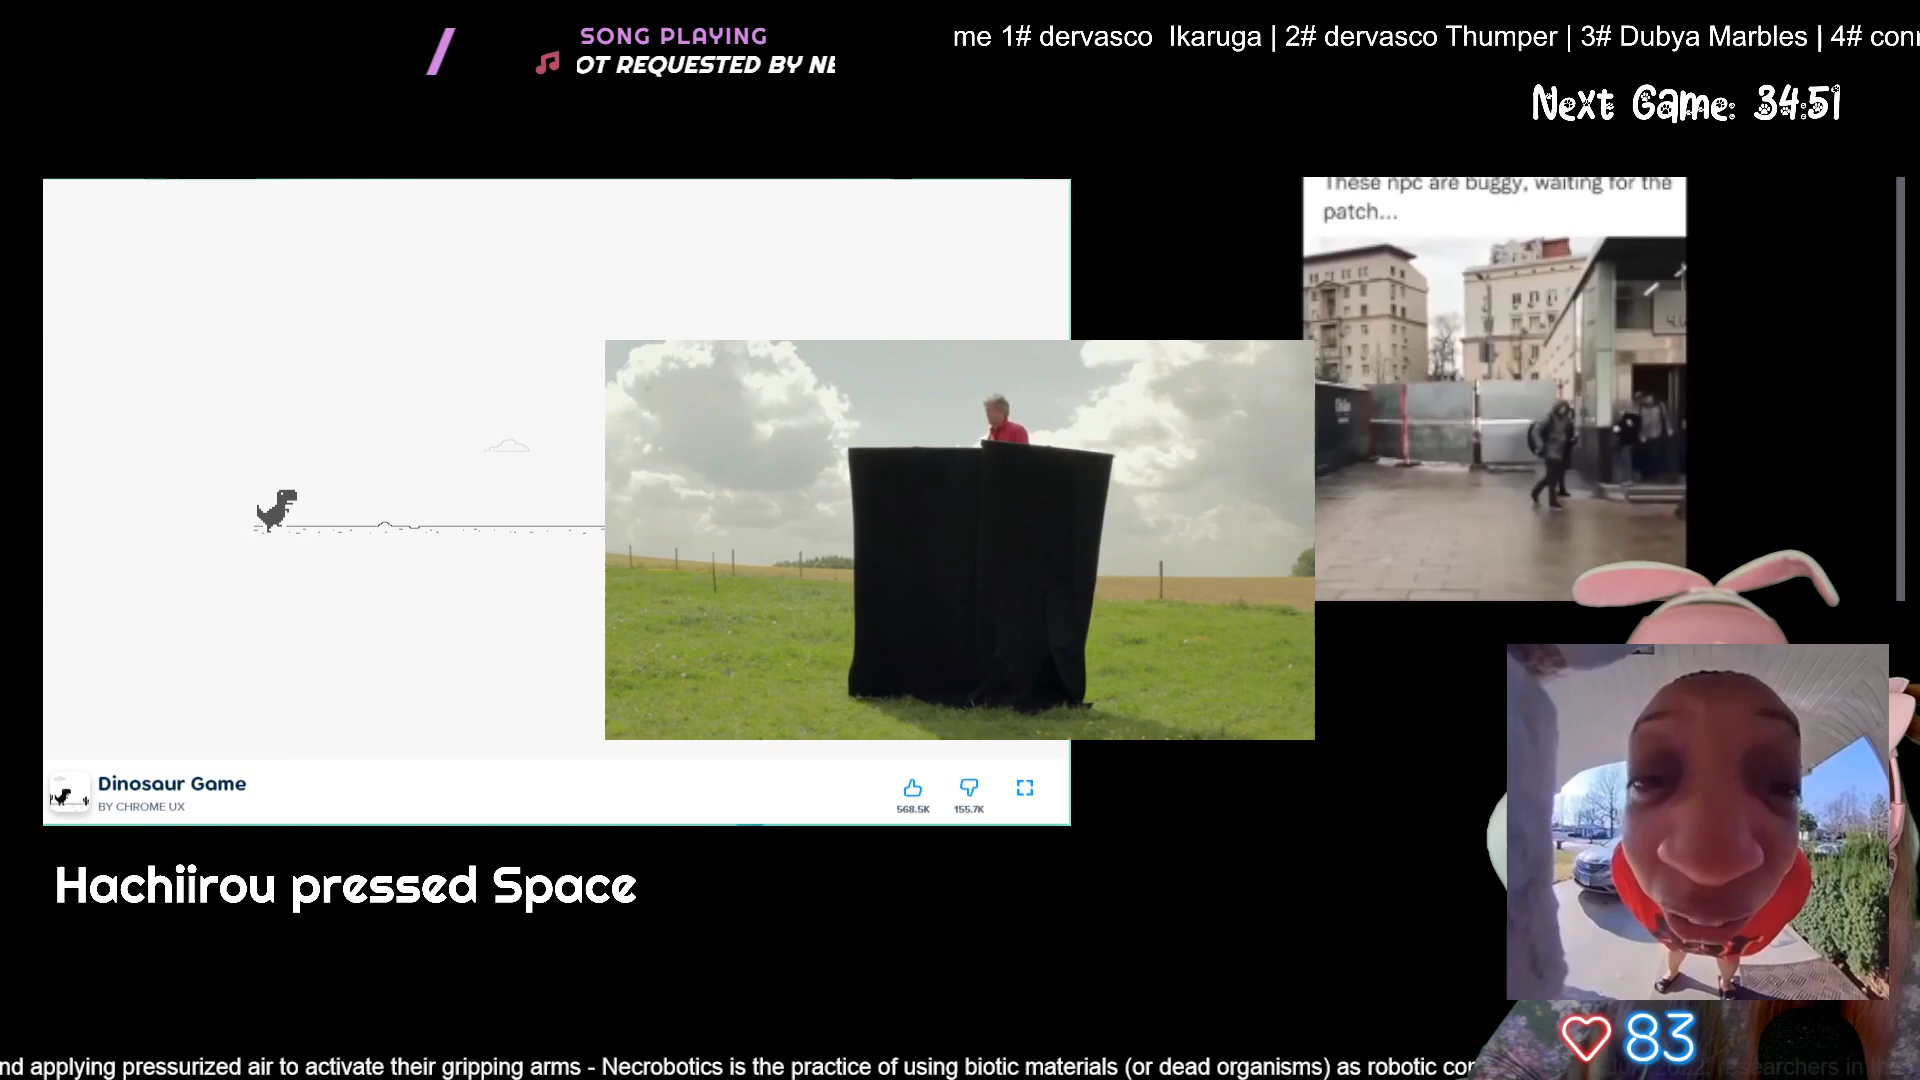 SONG PLAYING
OT REQUESTED BY NE
me 1# dervasco Ikaruga | 2# dervasco Thumper | 3# Dubya Marbles | 4# con
Next Game: 34:51
These npc are buggy, waiting for the
patch...
Dinosaur Game
BY CHROME UX
568.5K
155.7K
Hachiirou pressed Space
83
nd applying pressurized air to activate their gripping arms - Necrobotics is the practice of using biotic materials (or dead organisms) as robotic cor 2022, researchers in